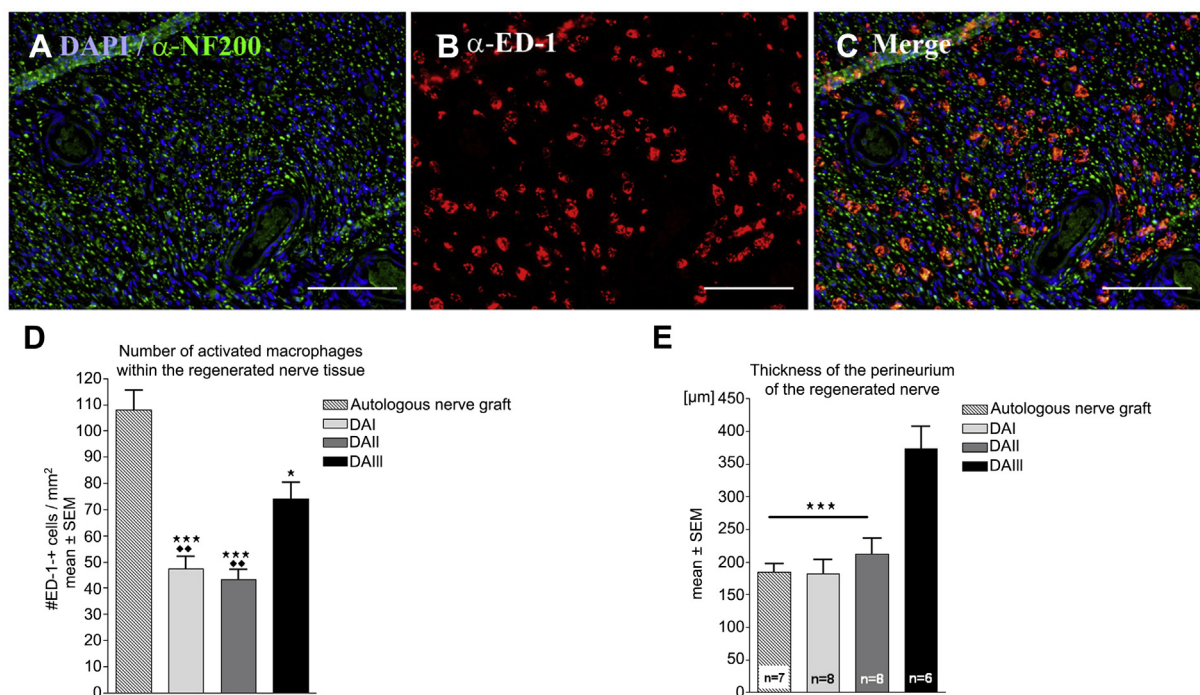 A DAPI / α-NF200
B α-ED-1
C Merge
D
Number of activated macrophages
within the regenerated nerve tissue
#ED-1-+ cells / mm²
mean ± SEM
120
110
100
90
80
70
60
50
40
30
20
10
0
★★★
◆◆
★★★
◆◆
★
Autologous nerve graft
DAI
DAII
DAIII
E
Thickness of the perineurium
of the regenerated nerve
[µm]
mean ± SEM
450
400
350
300
250
200
150
100
50
0
★★★
n=7
n=8
n=8
n=6
Autologous nerve graft
DAI
DAII
DAIII